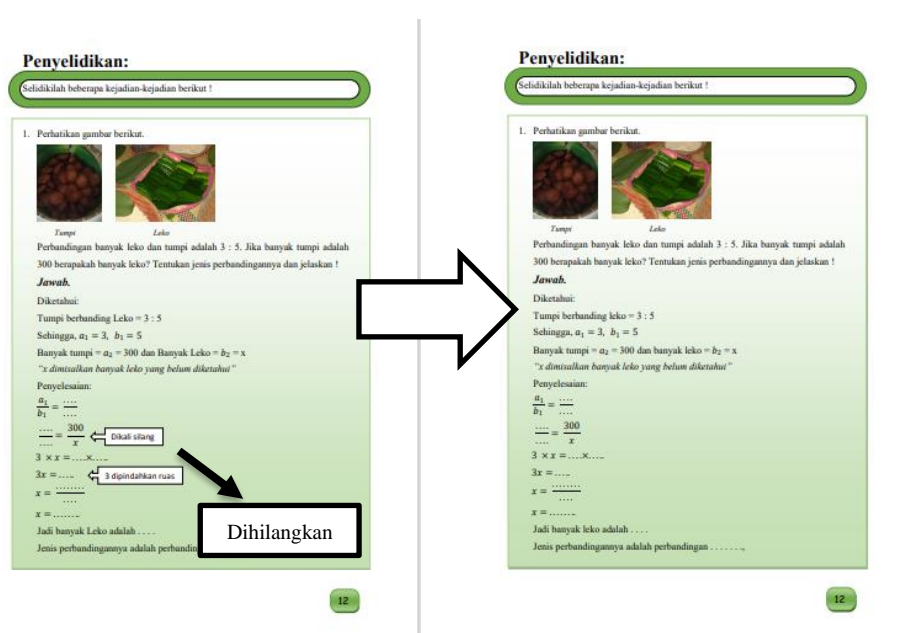 Penyelidikan:
Selidikilah beberapa kejadian-kejadian berikut !
1. Perhatikan gambar berikut.
Tumpi
Leko
Perbandingan banyak leko dan tumpi adalah 3 : 5. Jika banyak tumpi adalah
300 berapakah banyak leko? Tentukan jenis perbandingannya dan jelaskan !
Jawab.
Diketahui:
Tumpi berbanding Leko = 3 : 5
Sehingga, a₁ = 3, b₁ = 5
Banyak tumpi = a₂ = 300 dan Banyak Leko = b₂ = x
"x dimisalkan banyak leko yang belum diketahui"
Penyelesaian:
a₁/b₁ = ..../....
..../.... = 300/x
Dikali silang
3 × x = ....×.....
3x = .....
3 dipindahkan ruas
x = ......../....
x = ........
Jadi banyak Leko adalah . . . .
Jenis perbandingannya adalah perbandin
Dihilangkan
12
Penyelidikan:
Selidikilah beberapa kejadian-kejadian berikut !
1. Perhatikan gambar berikut.
Tumpi
Leko
Perbandingan banyak leko dan tumpi adalah 3 : 5. Jika banyak tumpi adalah
300 berapakah banyak leko? Tentukan jenis perbandingannya dan jelaskan !
Jawab.
Diketahui:
Tumpi berbanding leko = 3 : 5
Sehingga, a₁ = 3, b₁ = 5
Banyak tumpi = a₂ = 300 dan banyak leko = b₂ = x
"x dimisalkan banyak leko yang belum diketahui"
Penyelesaian:
a₁/b₁ = ..../....
..../.... = 300/x
3 × x = ....×.....
3x = .....
x = ......../....
x = ........
Jadi banyak leko adalah . . . .
Jenis perbandingannya adalah perbandingan . . . . . . .,
12